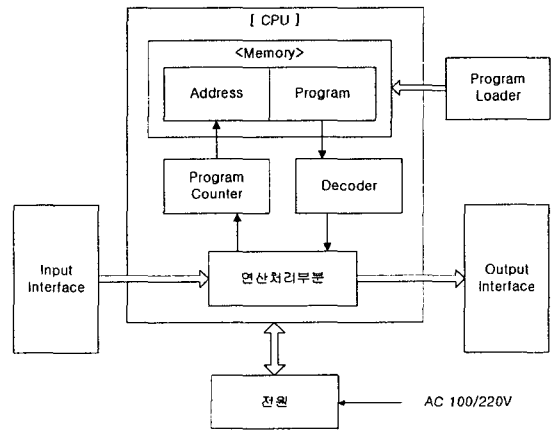 [ CPU ]
<Memory>
Address
Program
Program
Loader
Program
Counter
Decoder
Input
Interface
연산처리부분
Output
Interface
전원
AC 100/220V